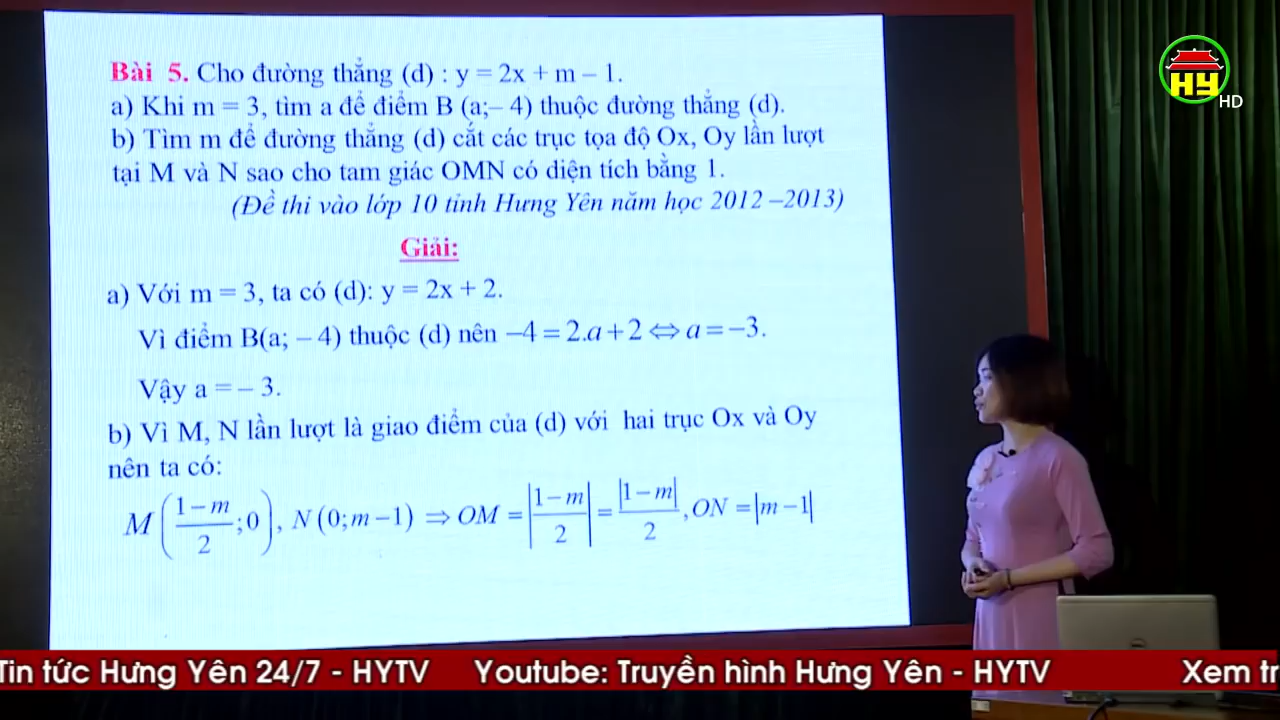 Bài 5. Cho đường thẳng (d) : y = 2x + m – 1.
a) Khi m = 3, tìm a để điểm B (a;– 4) thuộc đường thẳng (d).
b) Tìm m để đường thẳng (d) cắt các trục tọa độ Ox, Oy lần lượt
tại M và N sao cho tam giác OMN có diện tích bằng 1.
(Đề thi vào lớp 10 tỉnh Hưng Yên năm học 2012 –2013)
Giải:
a) Với m = 3, ta có (d): y = 2x + 2.
Vì điểm B(a; – 4) thuộc (d) nên –4 = 2.a + 2 ⇔ a = –3.
Vậy a = – 3.
b) Vì M, N lần lượt là giao điểm của (d) với hai trục Ox và Oy
nên ta có:
M((1–m)/2;0), N(0;m–1) ⇒ OM = |(1–m)/2| = |1–m|/2, ON = |m–1|
HY
HD
Tin tức Hưng Yên 24/7 - HYTV Youtube: Truyền hình Hưng Yên - HYTV Xem tr